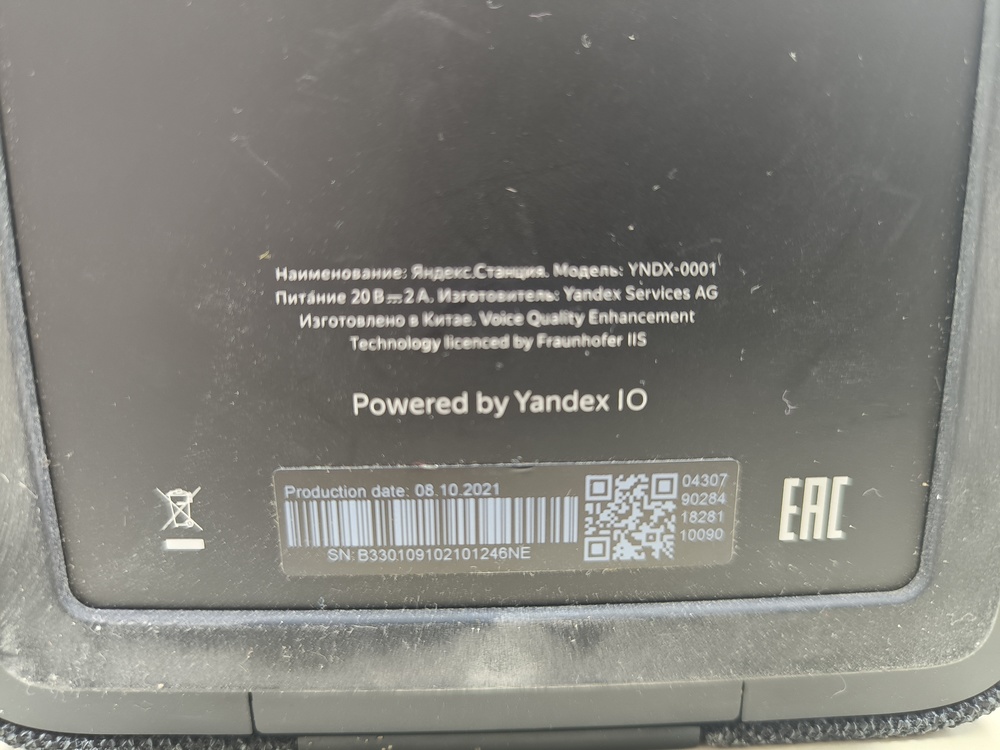 Наименование: Яндекс.Станция. Модель: YNDX-0001
Питание 20 В⎓2 А. Изготовитель: Yandex Services AG
Изготовлено в Китае. Voice Quality Enhancement
Technology licenced by Fraunhofer IIS
Powered by Yandex IO
Production date: 08.10.2021
SN: B330109102101246NE
04307
90284
18281
10090
EAC